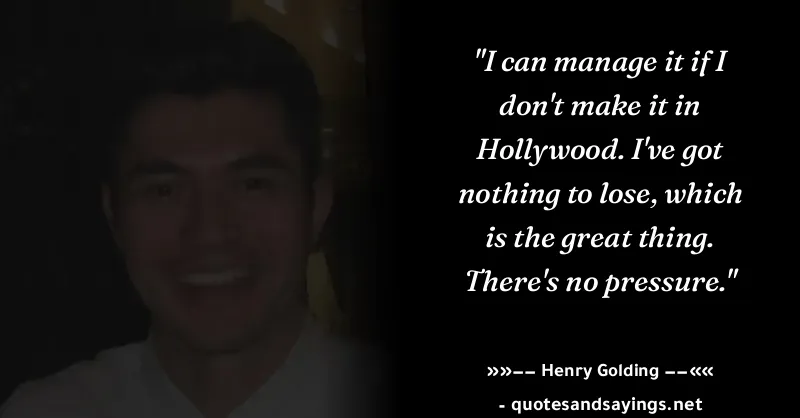 "I can manage it if I
don't make it in
Hollywood. I've got
nothing to lose, which
is the great thing.
There's no pressure."
»»–– Henry Golding ––««
- quotesandsayings.net